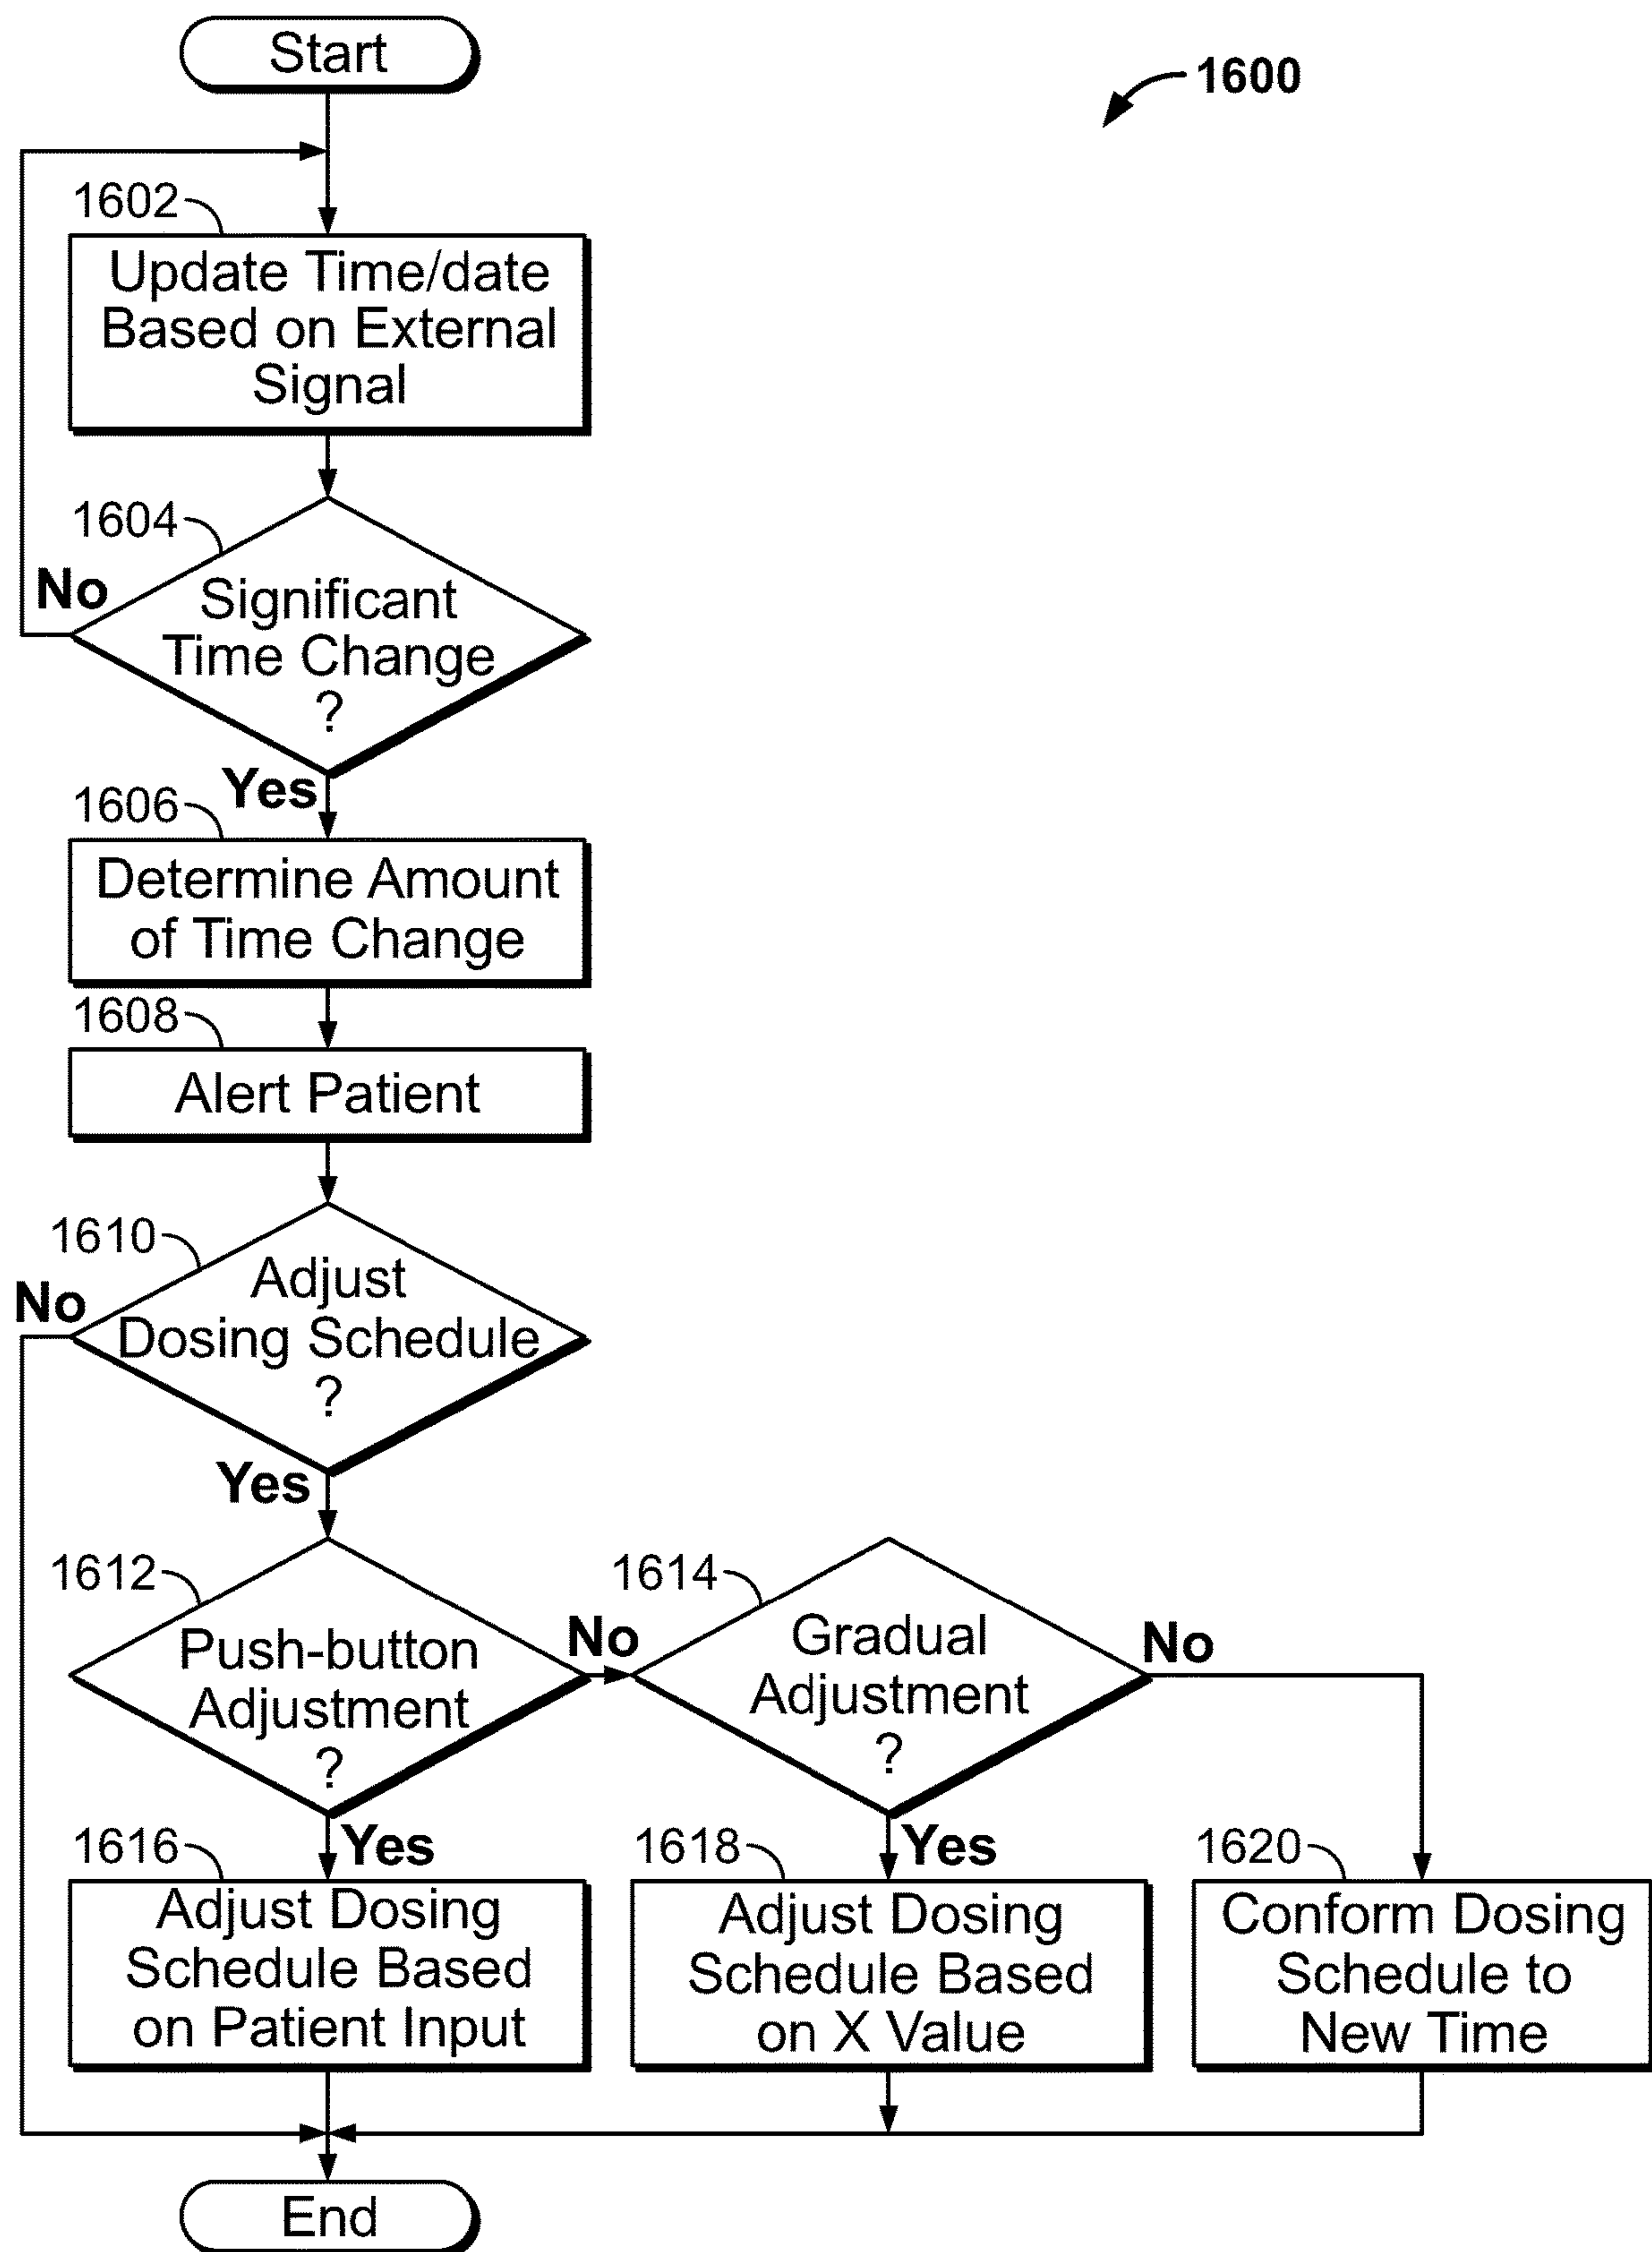 Start
1600
1602
Update Time/date
Based on External
Signal
1604
No
Significant
Time Change
?
Yes
1606
Determine Amount
of Time Change
1608
Alert Patient
1610
No
Adjust
Dosing Schedule
?
Yes
1612
Push-button
Adjustment
?
No
1614
Gradual
Adjustment
?
No
Yes
1616
Adjust Dosing
Schedule Based
on Patient Input
Yes
1618
Adjust Dosing
Schedule Based
on X Value
1620
Conform Dosing
Schedule to
New Time
End